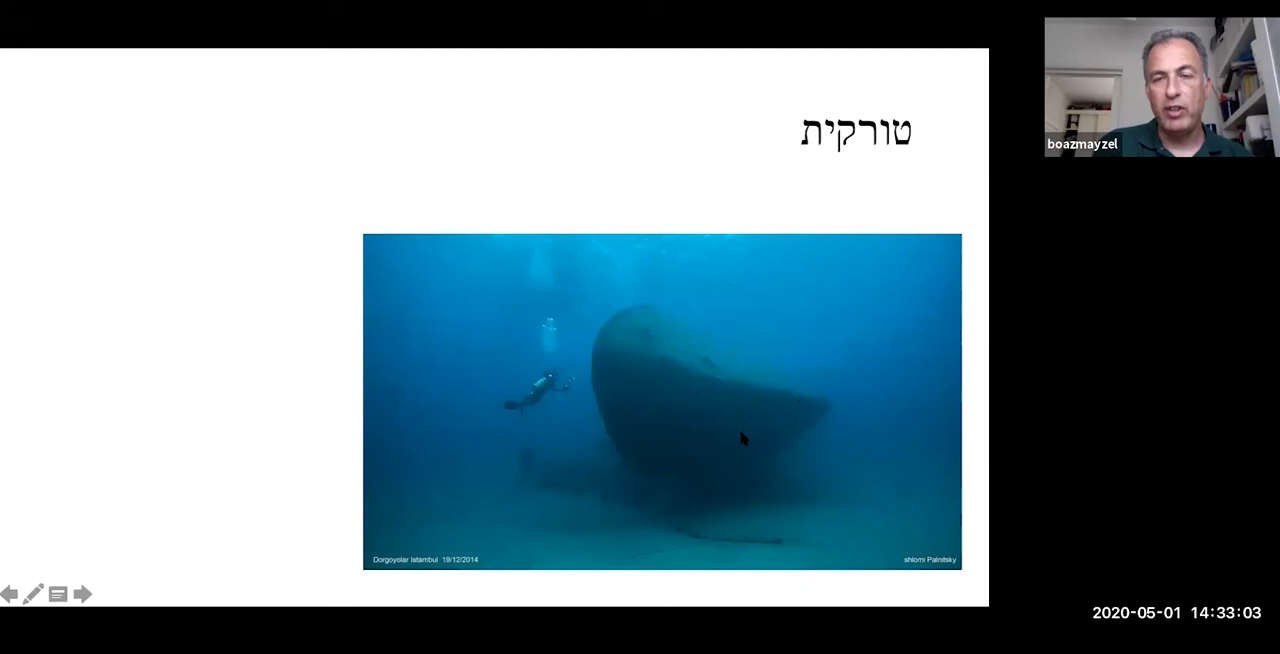 boazmayzel
טורקית
Dorgoyolar Istambul 19/12/2014
shlomi Palnitsky
2020-05-01 14:33:03